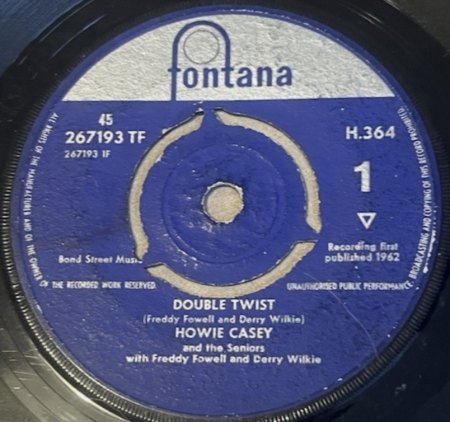 fontana
45
267193 TF
267193 1F
H.364
1
Recording first
published 1962
Bond Street Music
ALL RIGHTS OF THE MANUFACTURER AND OF THE OWNER OF THE RECORDED WORK RESERVED.
UNAUTHORISED PUBLIC PERFORMANCE, BROADCASTING AND COPYING OF THIS RECORD PROHIBITED.
DOUBLE TWIST
(Freddy Fowell and Derry Wilkie)
HOWIE CASEY
and the Seniors
with Freddy Fowell and Derry Wilkie